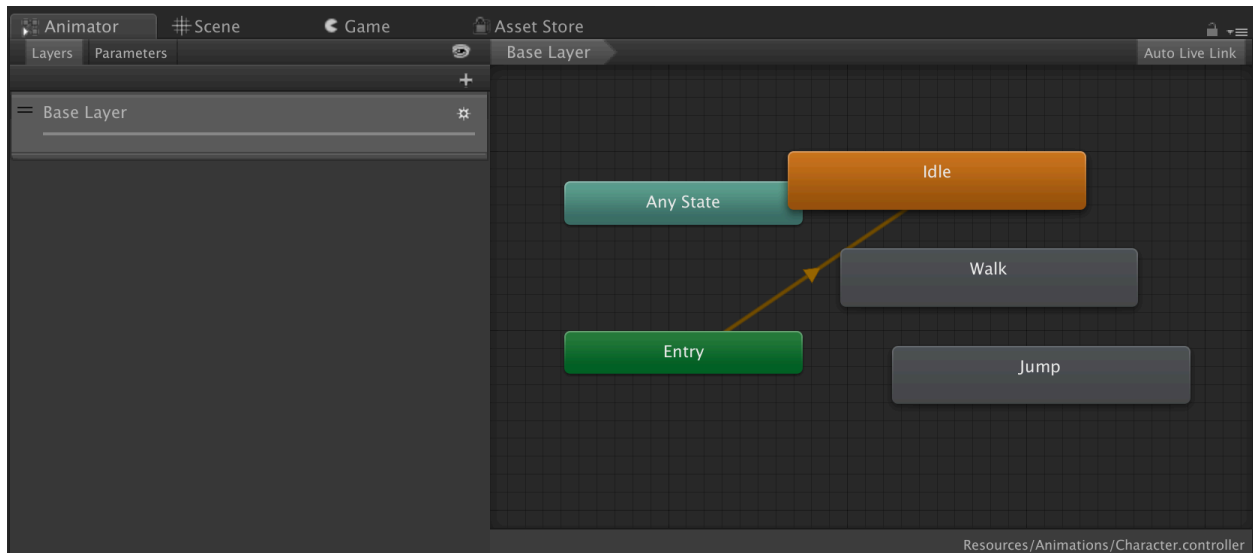 Animator Scene Game Asset Store
Layers Parameters Base Layer Auto Live Link
Base Layer
Idle
Any State
Walk
Entry
Jump
Resources/Animations/Character.controller